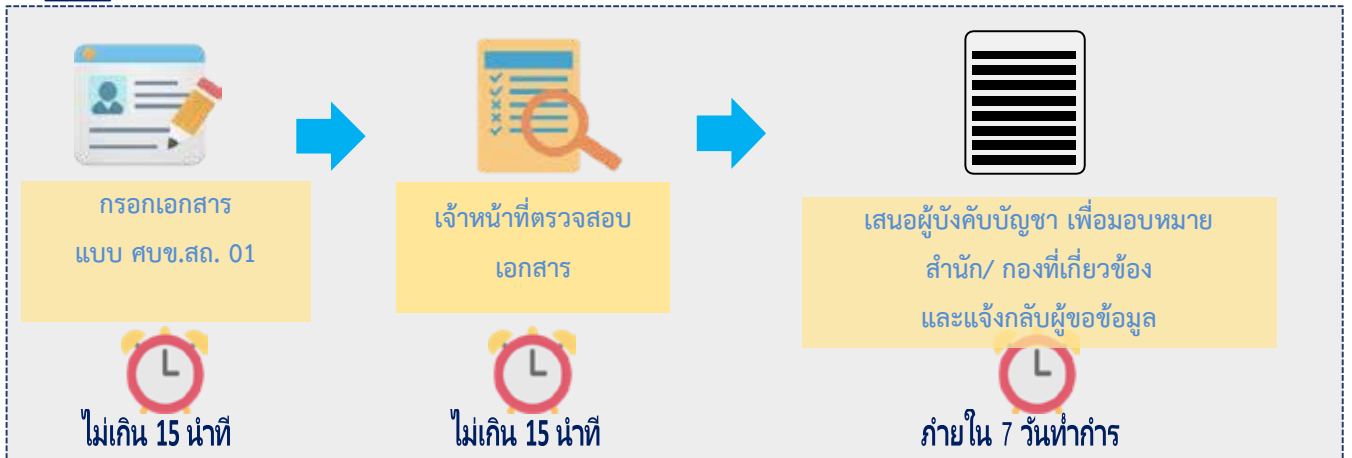 กรอกเอกสาร
แบบ ศบข.สถ. 01
ไม่เกิน 15 นำที
เจ้าหน้าที่ตรวจสอบ
เอกสาร
ไม่เกิน 15 นำที
เสนอผู้บังคับบัญชา เพื่อมอบหมาย
สำนัก/ กองที่เกี่ยวข้อง
และแจ้งกลับผู้ขอข้อมูล
ภำยใน 7 วันทำกำร